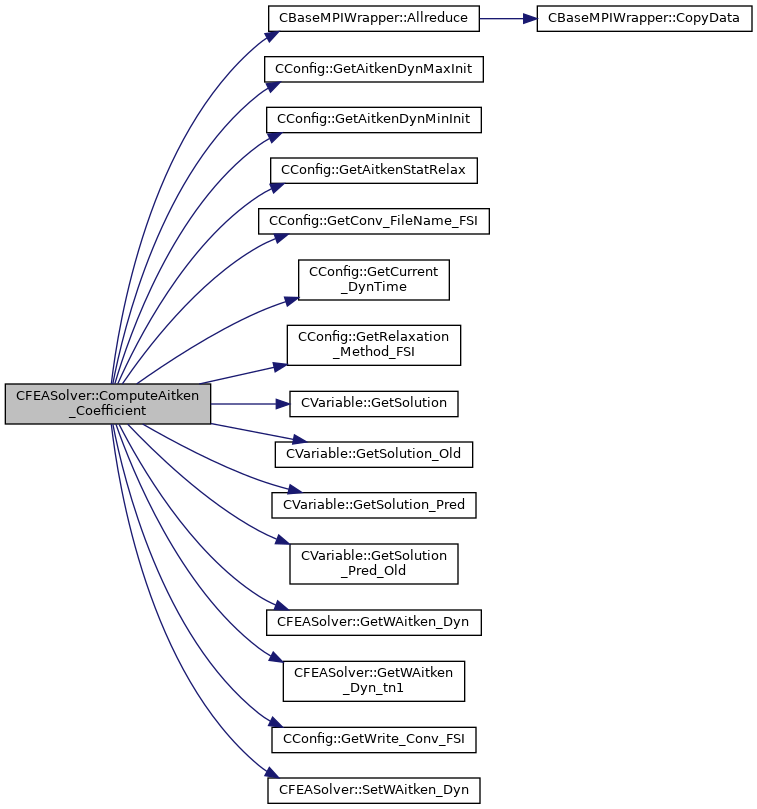 CBaseMPIWrapper::Allreduce
CBaseMPIWrapper::CopyData
CConfig::GetAitkenDynMaxInit
CConfig::GetAitkenDynMinInit
CConfig::GetAitkenStatRelax
CConfig::GetConv_FileName_FSI
CConfig::GetCurrent
_DynTime
CConfig::GetRelaxation
_Method_FSI
CFEASolver::ComputeAitken
_Coefficient
CVariable::GetSolution
CVariable::GetSolution_Old
CVariable::GetSolution_Pred
CVariable::GetSolution
_Pred_Old
CFEASolver::GetWAitken_Dyn
CFEASolver::GetWAitken
_Dyn_tn1
CConfig::GetWrite_Conv_FSI
CFEASolver::SetWAitken_Dyn